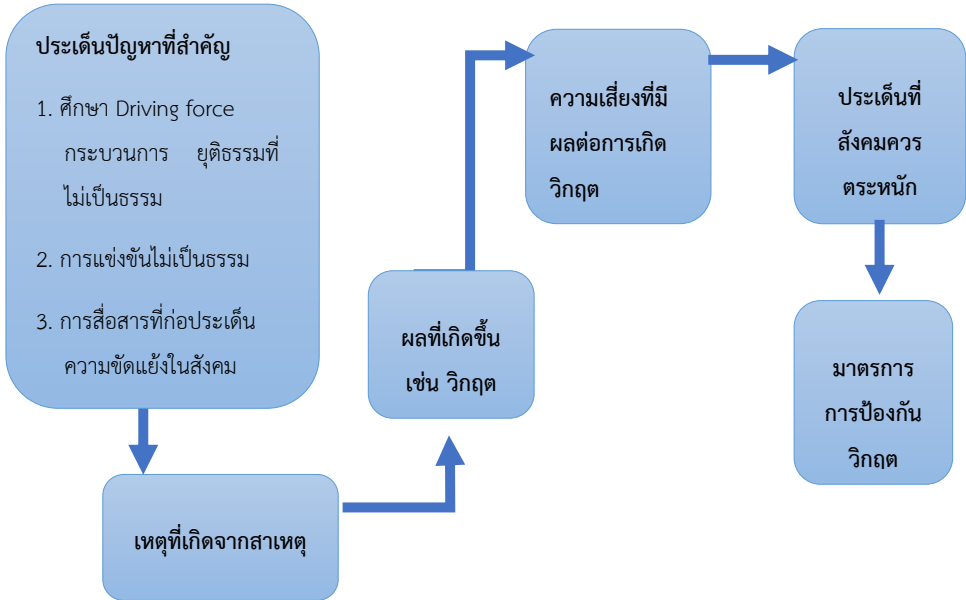 ประเด็นปัญหาที่สำคัญ
1. ศึกษา Driving force
กระบวนการ ยุติธรรมที่
ไม่เป็นธรรม
2. การแข่งขันไม่เป็นธรรม
3. การสื่อสารที่ก่อประเด็น
ความขัดแย้งในสังคม
เหตุที่เกิดจากสาเหตุ
ผลที่เกิดขึ้น
เช่น วิกฤต
ความเสี่ยงที่มี
ผลต่อการเกิด
วิกฤต
ประเด็นที่
สังคมควร
ตระหนัก
มาตรการ
การป้องกัน
วิกฤต